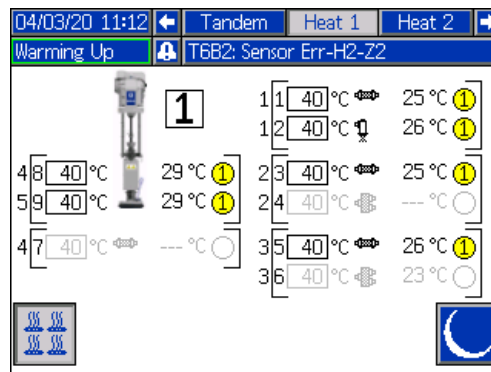 04/03/20 11:12 Tandem Heat 1 Heat 2
Warming Up T6B2: Sensor Err-H2-Z2
1
1 1 40 °C 25 °C 1
1 2 40 °C 26 °C 1
4 8 40 °C 29 °C 1
5 9 40 °C 29 °C 1
2 3 40 °C 25 °C 1
2 4 40 °C --- °C
4 7 40 °C --- °C
3 5 40 °C 26 °C 1
3 6 40 °C 23 °C